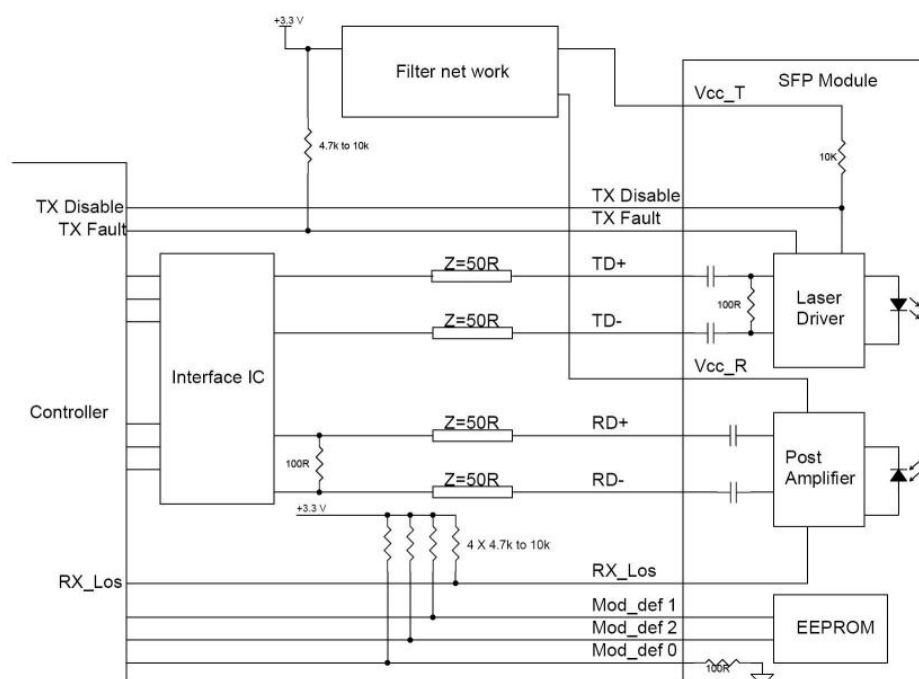 +3.3 V
Filter net work
SFP Module
Vcc_T
4.7k to 10k
10K
TX Disable
TX Disable
TX Fault
TX Fault
Z=50R
TD+
100R
Laser
Driver
Z=50R
TD-
Interface IC
Vcc_R
Controller
Z=50R
RD+
100R
Post
Amplifier
Z=50R
RD-
+3.3 V
4 X 4.7k to 10k
RX_Los
RX_Los
Mod_def 1
Mod_def 2
EEPROM
Mod_def 0
100R